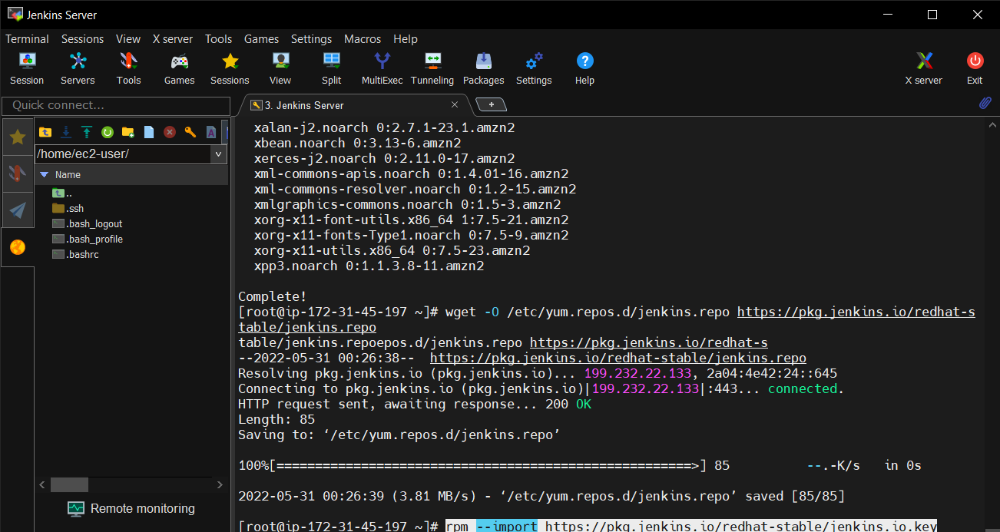 Jenkins Server
Terminal Sessions View X server Tools Games Settings Macros Help
Session Servers Tools Games Sessions View Split MultiExec Tunneling Packages Settings Help X server Exit
Quick connect...
3. Jenkins Server
/home/ec2-user/
Name
..
.ssh
.bash_logout
.bash_profile
.bashrc
Remote monitoring
xalan-j2.noarch 0:2.7.1-23.1.amzn2
xbean.noarch 0:3.13-6.amzn2
xerces-j2.noarch 0:2.11.0-17.amzn2
xml-commons-apis.noarch 0:1.4.01-16.amzn2
xml-commons-resolver.noarch 0:1.2-15.amzn2
xmlgraphics-commons.noarch 0:1.5-3.amzn2
xorg-x11-font-utils.x86_64 1:7.5-21.amzn2
xorg-x11-fonts-Type1.noarch 0:7.5-9.amzn2
xorg-x11-utils.x86_64 0:7.5-23.amzn2
xpp3.noarch 0:1.1.3.8-11.amzn2
Complete!
[root@ip-172-31-45-197 ~]# wget -O /etc/yum.repos.d/jenkins.repo https://pkg.jenkins.io/redhat-s
table/jenkins.repo
table/jenkins.repoepos.d/jenkins.repo https://pkg.jenkins.io/redhat-s
--2022-05-31 00:26:38-- https://pkg.jenkins.io/redhat-stable/jenkins.repo
Resolving pkg.jenkins.io (pkg.jenkins.io)... 199.232.22.133, 2a04:4e42:24::645
Connecting to pkg.jenkins.io (pkg.jenkins.io)|199.232.22.133|:443... connected.
HTTP request sent, awaiting response... 200 OK
Length: 85
Saving to: ‘/etc/yum.repos.d/jenkins.repo’
100%[======================================================>] 85 --.-K/s in 0s
2022-05-31 00:26:39 (3.81 MB/s) - ‘/etc/yum.repos.d/jenkins.repo’ saved [85/85]
[root@ip-172-31-45-197 ~]# rpm --import https://pkg.jenkins.io/redhat-stable/jenkins.io.key